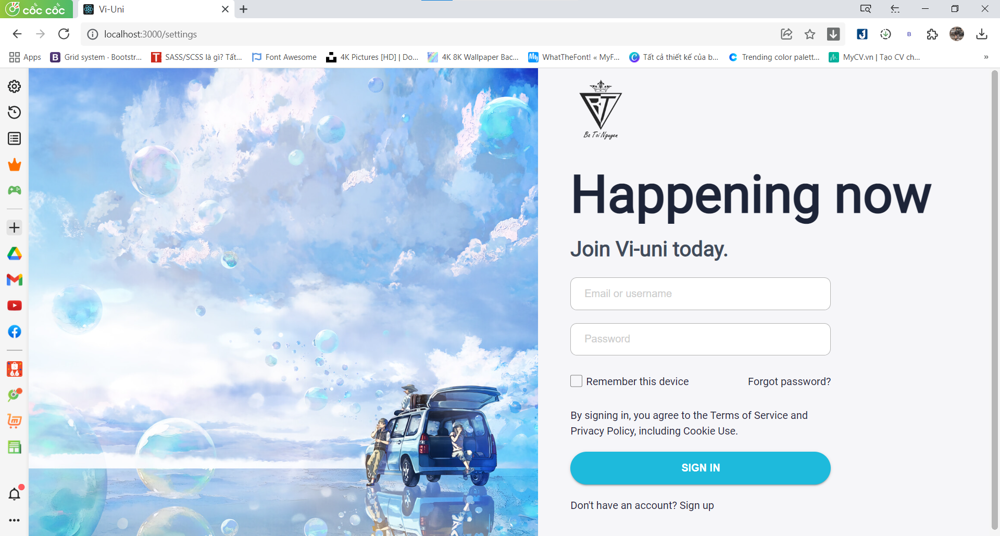 cốc cốc
Vi-Uni
localhost:3000/settings
Apps
Grid system · Bootstr...
SASS/SCSS là gì? Tất...
Font Awesome
4K Pictures [HD] | Do...
4K 8K Wallpaper Bac...
WhatTheFont! « MyF...
Tất cả thiết kế của b...
Trending color palett...
MyCV.vn | Tạo CV ch...
»
Ba Toi Nguyen
Happening now
Join Vi-uni today.
Email or username
Password
Remember this device
Forgot password?
By signing in, you agree to the Terms of Service and
Privacy Policy, including Cookie Use.
SIGN IN
Don't have an account? Sign up
6.6